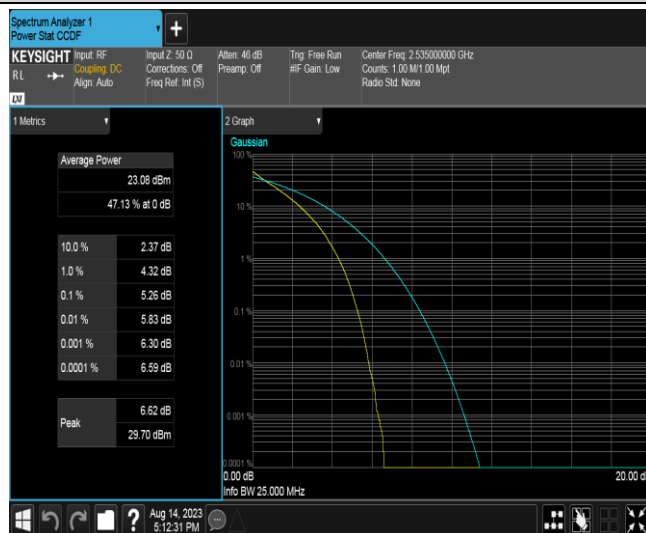 Spectrum Analyzer 1
Power Stat CCDF
KEYSIGHT
RL
LXI
Input: RF
Coupling: DC
Align: Auto
Input Z: 50 Ω
Corrections: Off
Freq Ref: Int (S)
Atten: 46 dB
Preamp: Off
Trig: Free Run
#IF Gain: Low
Center Freq: 2.535000000 GHz
Counts: 1.00 M/1.00 Mpt
Radio Std: None
1 Metrics
Average Power
23.08 dBm
47.13 % at 0 dB
10.0 % 2.37 dB
1.0 % 4.32 dB
0.1 % 5.26 dB
0.01 % 5.83 dB
0.001 % 6.30 dB
0.0001 % 6.59 dB
Peak
6.62 dB
29.70 dBm
2 Graph
Gaussian
100 %
10 %
1 %
0.1 %
0.01 %
0.001 %
0.0001 %
0.00 dB
20.00 d
Info BW 25.000 MHz
?
Aug 14, 2023
5:12:31 PM